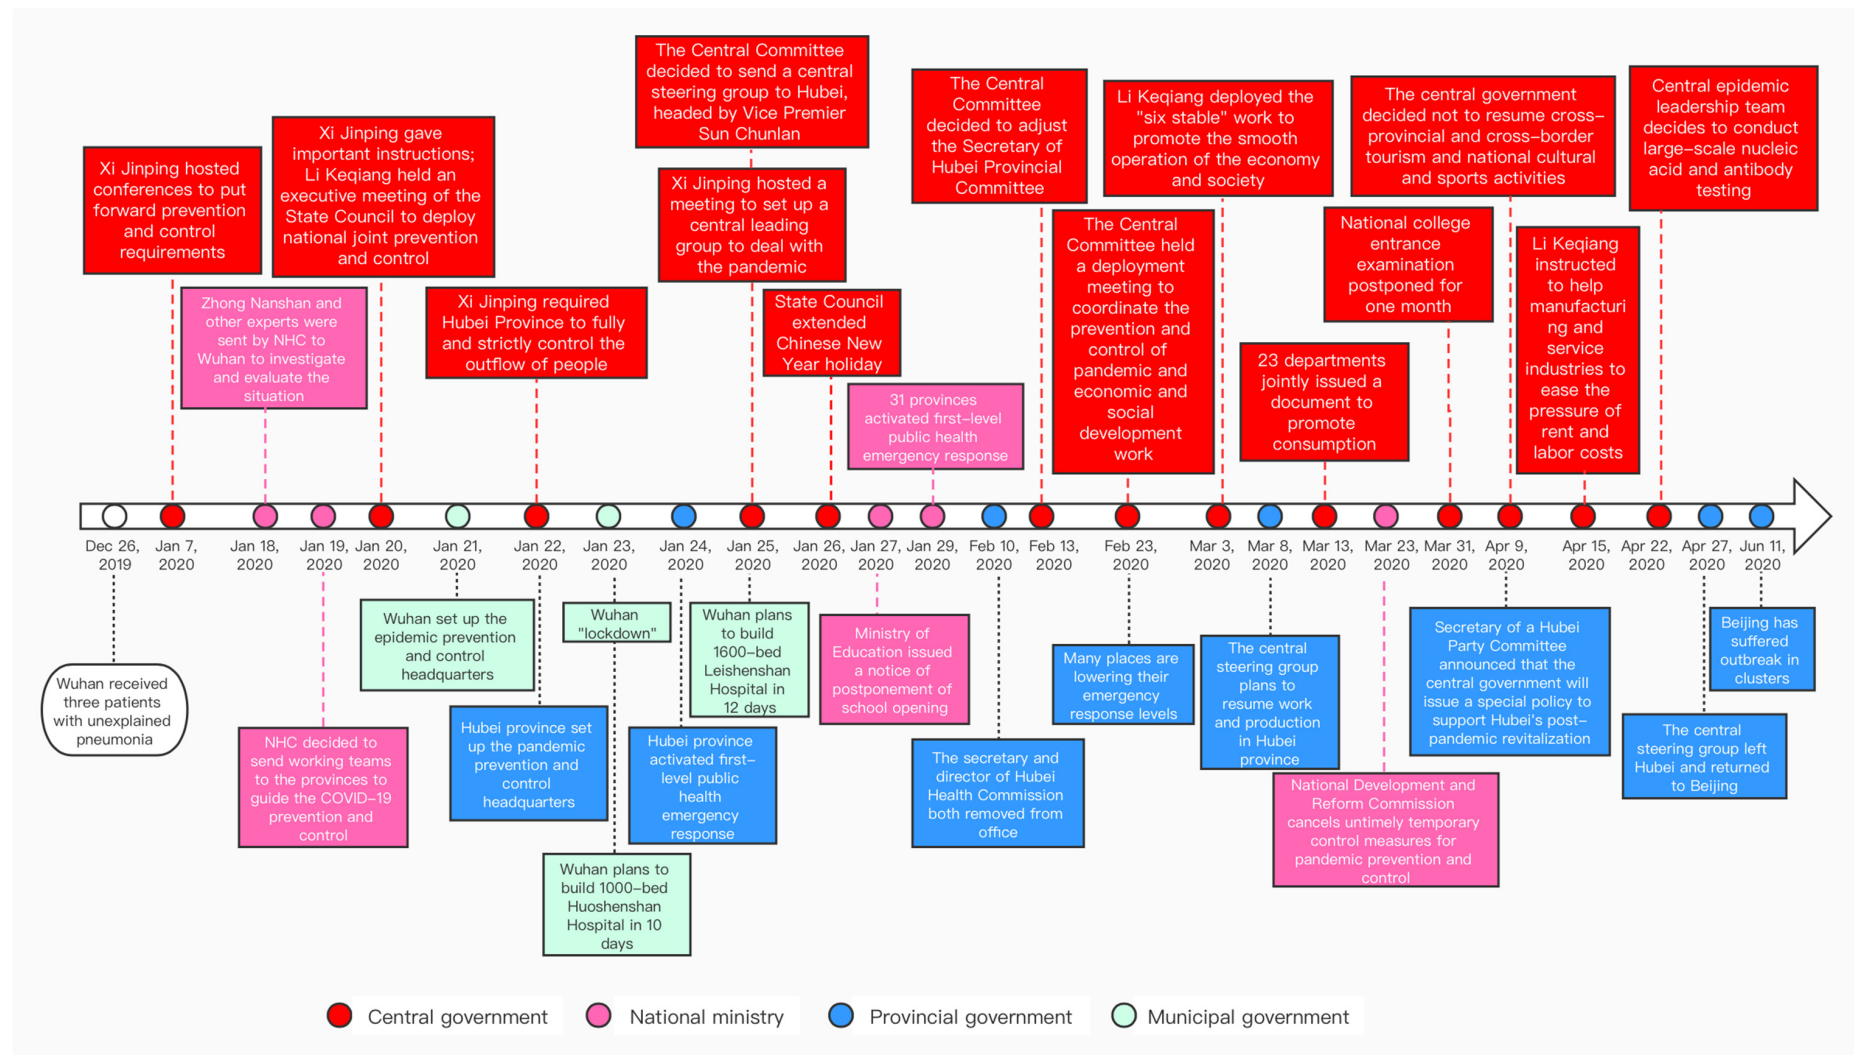 The Central Committee
decided to send a central
steering group to Hubei,
headed by Vice Premier
Sun Chunlan
The Central
Committee
decided to adjust
the Secretary of
Hubei Provincial
Committee
Li Keqiang deployed the
"six stable" work to
promote the smooth
operation of the economy
and society
The central government
decided not to resume cross-
provincial and cross-border
tourism and national cultural
and sports activities
Central epidemic
leadership team
decides to conduct
large-scale nucleic
acid and antibody
testing
Xi Jinping hosted
conferences to put
forward prevention
and control
requirements
Xi Jinping gave
important instructions;
Li Keqiang held an
executive meeting of the
State Council to deploy
national joint prevention
and control
Xi Jinping hosted a
meeting to set up a
central leading
group to deal with
the pandemic
The Central
Committee held
a deployment
meeting to
coordinate the
prevention and
control of
pandemic and
economic and
social
development
work
National college
entrance
examination
postponed for
one month
Li Keqiang
instructed
to help
manufacturi
ng and
service
industries to
ease the
pressure of
rent and
labor costs
Zhong Nanshan and
other experts were
sent by NHC to
Wuhan to investigate
and evaluate the
situation
Xi Jinping required
Hubei Province to fully
and strictly control the
outflow of people
State Council
extended
Chinese New
Year holiday
31 provinces
activated first-level
public health
emergency response
23 departments
jointly issued a
document to
promote
consumption
Dec 26,
2019
Jan 7,
2020
Jan 18,
2020
Jan 19,
2020
Jan 20,
2020
Jan 21,
2020
Jan 22,
2020
Jan 23,
2020
Jan 24,
2020
Jan 25,
2020
Jan 26,
2020
Jan 27,
2020
Jan 29,
2020
Feb 10,
2020
Feb 13,
2020
Feb 23,
2020
Mar 3,
2020
Mar 8,
2020
Mar 13,
2020
Mar 23,
2020
Mar 31,
2020
Apr 9,
2020
Apr 15,
2020
Apr 22,
2020
Apr 27,
2020
Jun 11,
2020
Wuhan received
three patients
with unexplained
pneumonia
NHC decided to
send working teams
to the provinces to
guide the COVID-19
prevention and
control
Wuhan set up the
epidemic prevention
and control
headquarters
Hubei province set
up the pandemic
prevention and
control
headquarters
Wuhan
"lockdown"
Wuhan plans to
build 1000-bed
Huoshenshan
Hospital in 10
days
Hubei province
activated first-
level public
health
emergency
response
Wuhan plans
to build
1600-bed
Leishenshan
Hospital in
12 days
Ministry of
Education issued
a notice of
postponement of
school opening
The secretary and
director of Hubei
Health Commission
both removed from
office
Many places are
lowering their
emergency
response levels
The central
steering group
plans to
resume work
and production
in Hubei
province
National Development and
Reform Commission
cancels untimely temporary
control measures for
pandemic prevention and
control
Secretary of a Hubei
Party Committee
announced that the
central government will
issue a special policy to
support Hubei's post-
pandemic revitalization
The central
steering group left
Hubei and returned
to Beijing
Beijing has
suffered
outbreak in
clusters
Central government
National ministry
Provincial government
Municipal government